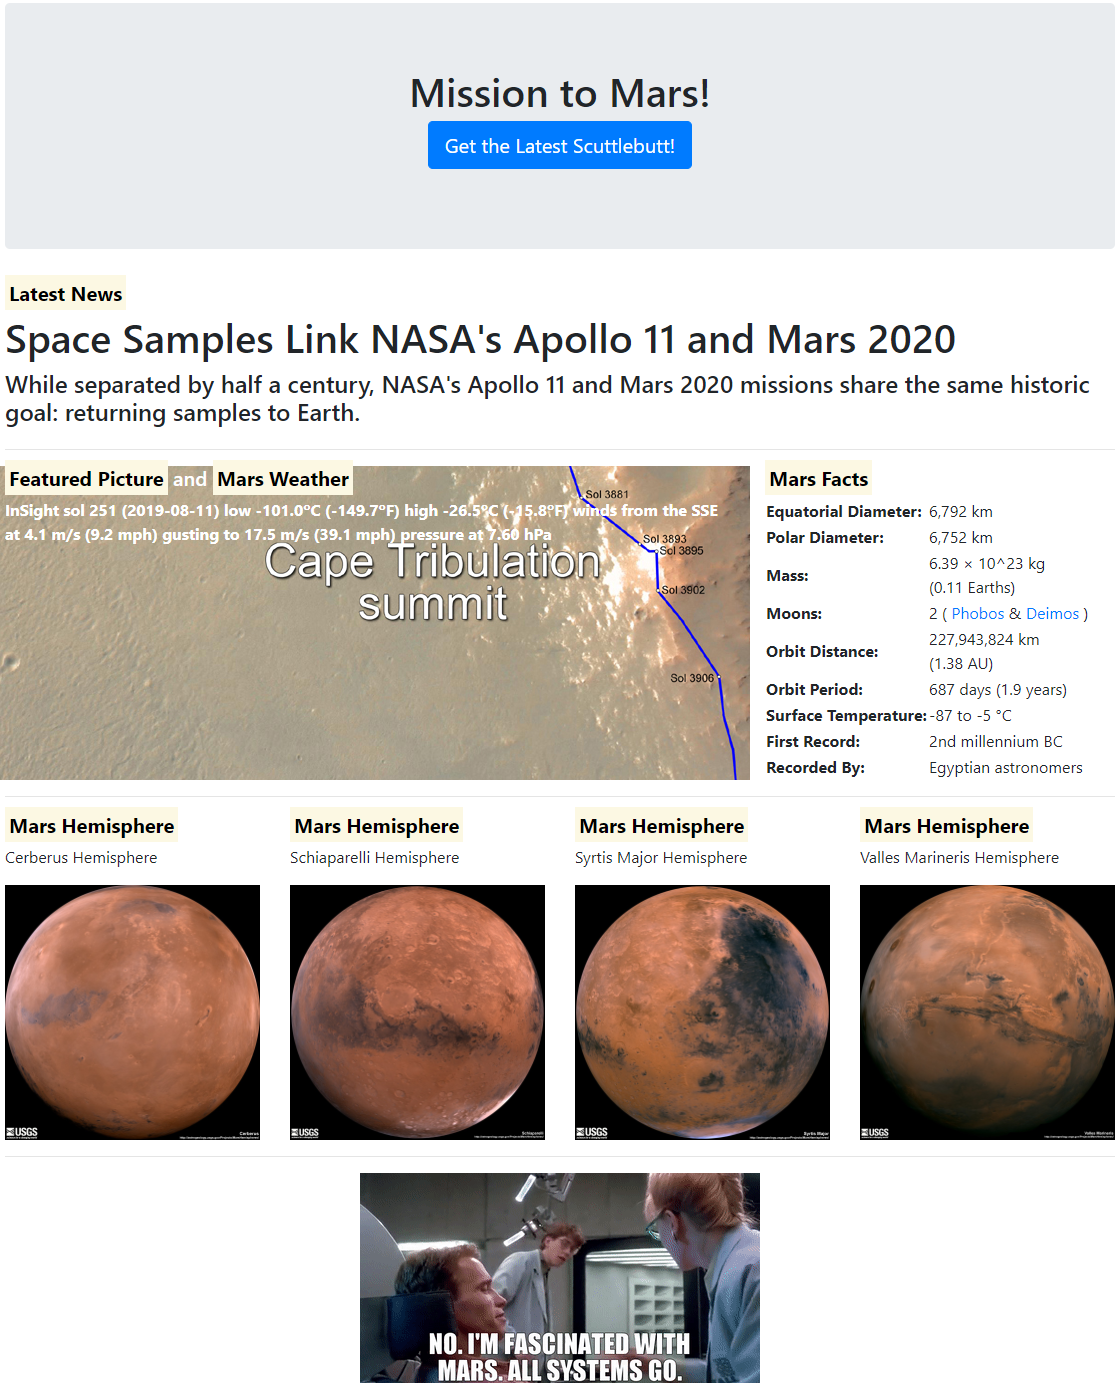 Mission to Mars!
Get the Latest Scuttlebutt!
Latest News
Space Samples Link NASA's Apollo 11 and Mars 2020
While separated by half a century, NASA's Apollo 11 and Mars 2020 missions share the same historic
goal: returning samples to Earth.
Featured Picture and Mars Weather
InSight sol 251 (2019-08-11) low -101.0ºC (-149.7ºF) high -26.5ºC (-15.8ºF) winds from the SSE
at 4.1 m/s (9.2 mph) gusting to 17.5 m/s (39.1 mph) pressure at 7.60 hPa
Cape Tribulation
summit
Sol 3881
Sol 3893
Sol 3895
Sol 3902
Sol 3906
Mars Facts
Equatorial Diameter: 6,792 km
Polar Diameter: 6,752 km
Mass: 6.39 × 10^23 kg
(0.11 Earths)
Moons: 2 ( Phobos & Deimos )
Orbit Distance: 227,943,824 km
(1.38 AU)
Orbit Period: 687 days (1.9 years)
Surface Temperature: -87 to -5 °C
First Record: 2nd millennium BC
Recorded By: Egyptian astronomers
Mars Hemisphere
Cerberus Hemisphere
USGS
Cerberus
Mars Hemisphere
Schiaparelli Hemisphere
USGS
Schiaparelli
Mars Hemisphere
Syrtis Major Hemisphere
USGS
Syrtis Major
Mars Hemisphere
Valles Marineris Hemisphere
USGS
Valles Marineris
NO. I'M FASCINATED WITH
MARS. ALL SYSTEMS GO.